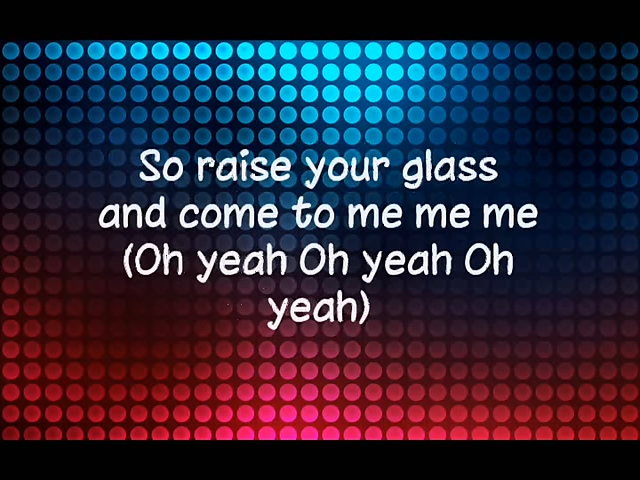 So raise your glass
and come to me me me
(Oh yeah Oh yeah Oh
yeah)